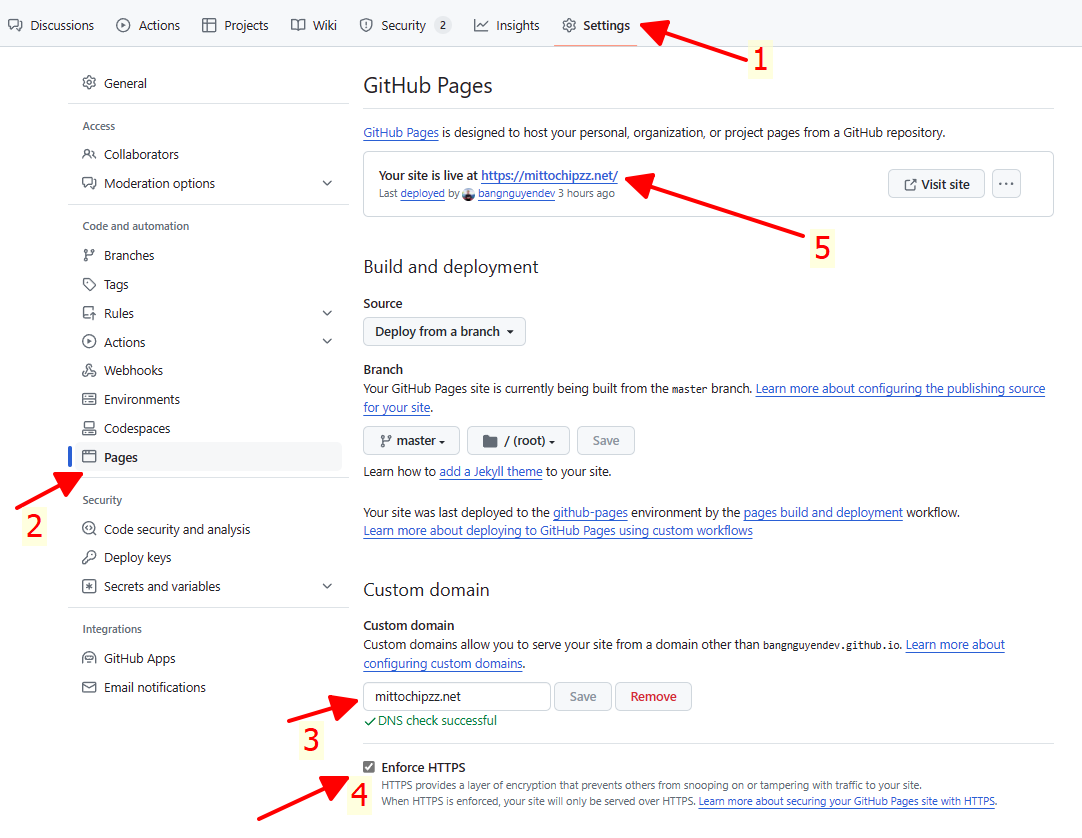 Discussions Actions Projects Wiki Security 2 Insights Settings
1
General
Access
Collaborators
Moderation options
Code and automation
Branches
Tags
Rules
Actions
Webhooks
Environments
Codespaces
Pages
2
Security
Code security and analysis
Deploy keys
Secrets and variables
Integrations
GitHub Apps
Email notifications
GitHub Pages
GitHub Pages is designed to host your personal, organization, or project pages from a GitHub repository.
Your site is live at https://mittochipzz.net/
Last deployed by bangnguyendev 3 hours ago
Visit site
5
Build and deployment
Source
Deploy from a branch
Branch
Your GitHub Pages site is currently being built from the master branch. Learn more about configuring the publishing source
for your site.
master / (root) Save
Learn how to add a Jekyll theme to your site.
Your site was last deployed to the github-pages environment by the pages build and deployment workflow.
Learn more about deploying to GitHub Pages using custom workflows
Custom domain
Custom domain
Custom domains allow you to serve your site from a domain other than bangnguyendev.github.io. Learn more about
configuring custom domains.
mittochipzz.net Save Remove
DNS check successful
3
Enforce HTTPS
HTTPS provides a layer of encryption that prevents others from snooping on or tampering with traffic to your site.
When HTTPS is enforced, your site will only be served over HTTPS. Learn more about securing your GitHub Pages site with HTTPS.
4